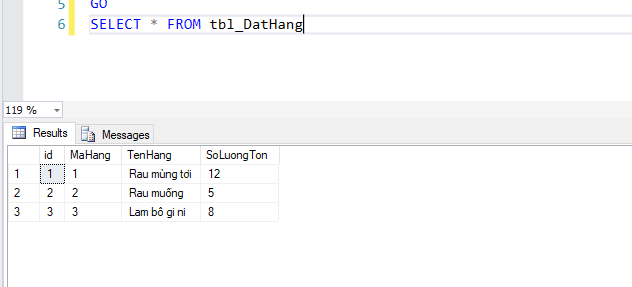 5 GO
6 SELECT * FROM tbl_DatHang
119 %
Results Messages
id MaHang TenHang SoLuongTon
1 1 1 Rau mùng tơi 12
2 2 2 Rau muống 5
3 3 3 Lam bô gi ni 8